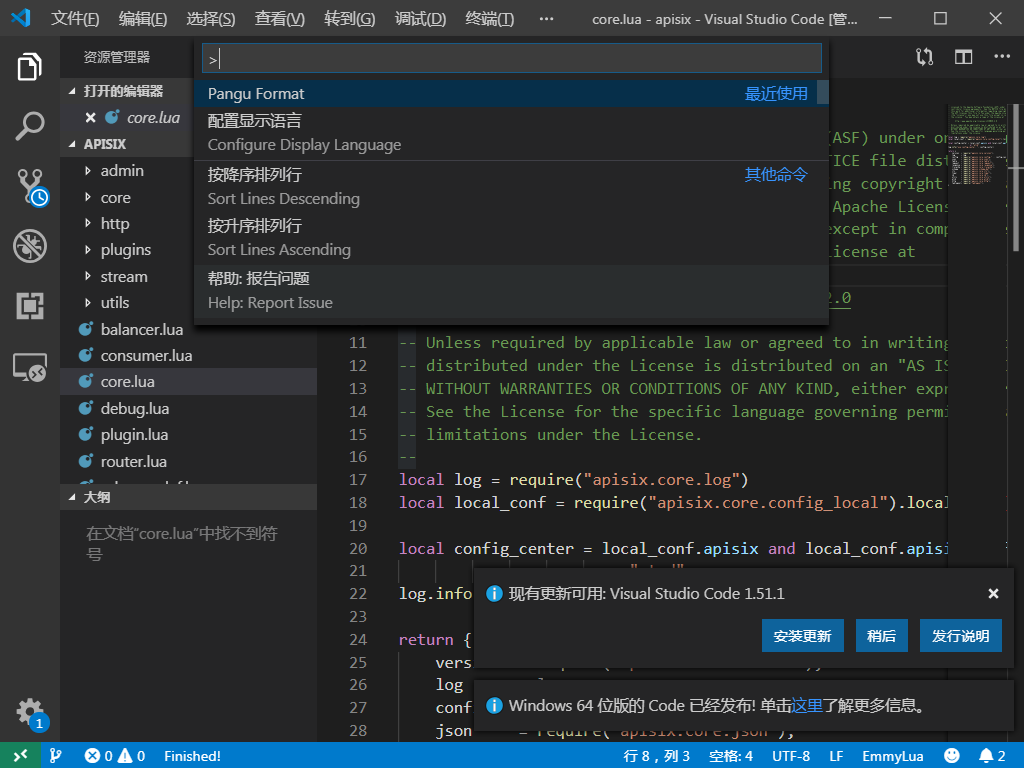 文件(F) 编辑(E) 选择(S) 查看(V) 转到(G) 调试(D) 终端(T) ··· core.lua - apisix - Visual Studio Code [管...
资源管理器
打开的编辑器
core.lua
APISIX
admin
core
http
plugins
stream
utils
balancer.lua
consumer.lua
core.lua
debug.lua
plugin.lua
router.lua
大纲
在文档“core.lua”中找不到符
号
>
Pangu Format 最近使用
配置显示语言
Configure Display Language
按降序排列行 其他命令
Sort Lines Descending
按升序排列行
Sort Lines Ascending
帮助: 报告问题
Help: Report Issue
(ASF) under
copyright
Apache
except in
License at
2.0
11 -- Unless required by applicable law or agreed to in writing
12 -- distributed under the License is distributed on an "AS IS
13 -- WITHOUT WARRANTIES OR CONDITIONS OF ANY KIND, either
14 -- See the License for the specific language governing
15 -- limitations under the License.
16 --
17 local log = require("apisix.core.log")
18 local local_conf = require("apisix.core.config_local").local
19
20 local config_center = local_conf.apisix and local_conf.apisi
21
22 log.info
23
24 return {
25 vers
26 log
27 conf
28 json = require("apisix.core.json"),
现有更新可用: Visual Studio Code 1.51.1
安装更新 稍后 发行说明
Windows 64 位版的 Code 已经发布! 单击这里了解更多信息。
1
0 0 Finished! 行 8，列 3 空格: 4 UTF-8 LF EmmyLua 2